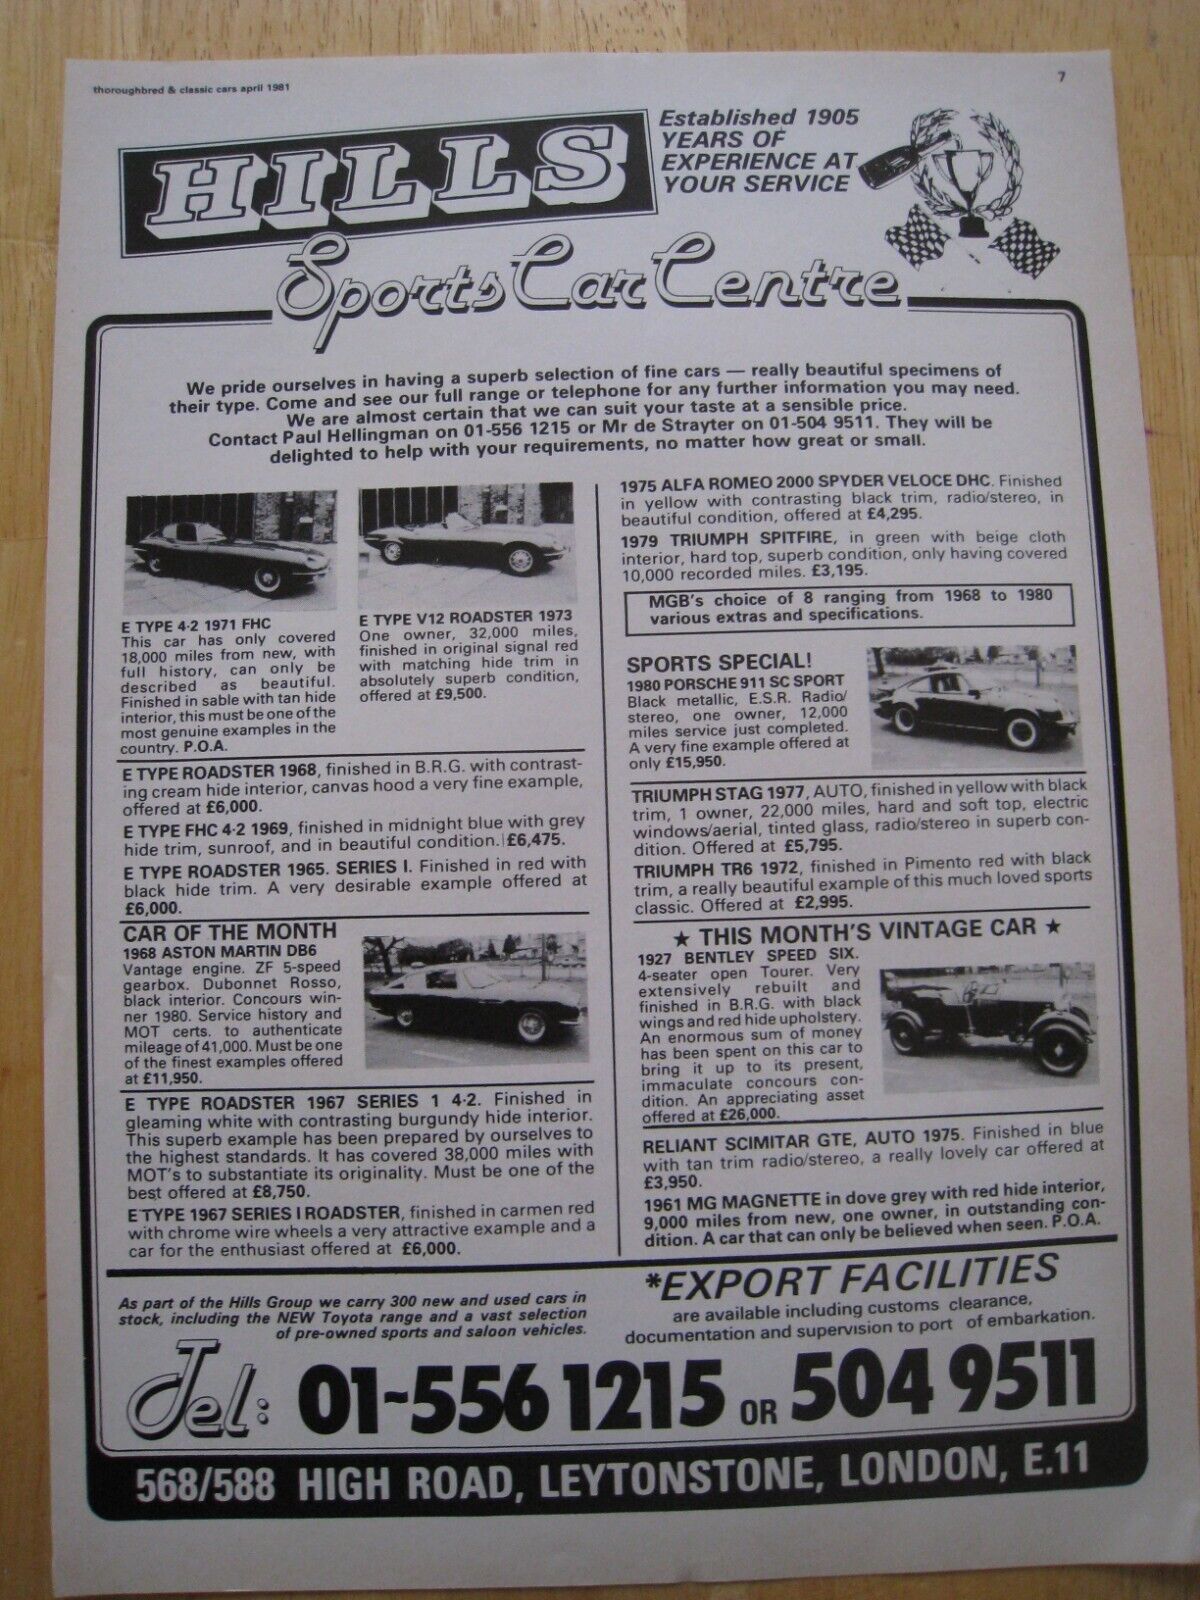 thoroughbred & classic cars april 1981
7
HILLS
Established 1905
YEARS OF
EXPERIENCE AT
YOUR SERVICE
Sports Car Centre
We pride ourselves in having a superb selection of fine cars — really beautiful specimens of
their type. Come and see our full range or telephone for any further information you may need.
We are almost certain that we can suit your taste at a sensible price.
Contact Paul Hellingman on 01-556 1215 or Mr de Strayter on 01-504 9511. They will be
delighted to help with your requirements, no matter how great or small.
E TYPE 4·2 1971 FHC
This car has only covered
18,000 miles from new, with
full history, can only be
described as beautiful.
Finished in sable with tan hide
interior, this must be one of the
most genuine examples in the
country. P.O.A.
E TYPE V12 ROADSTER 1973
One owner, 32,000 miles,
finished in original signal red
with matching hide trim in
absolutely superb condition,
offered at £9,500.
E TYPE ROADSTER 1968, finished in B.R.G. with contrast-
ing cream hide interior, canvas hood a very fine example,
offered at £6,000.
E TYPE FHC 4·2 1969, finished in midnight blue with grey
hide trim, sunroof, and in beautiful condition. £6,475.
E TYPE ROADSTER 1965. SERIES I. Finished in red with
black hide trim. A very desirable example offered at
£6,000.
CAR OF THE MONTH
1968 ASTON MARTIN DB6
Vantage engine. ZF 5-speed
gearbox. Dubonnet Rosso,
black interior. Concours win-
ner 1980. Service history and
MOT certs. to authenticate
mileage of 41,000. Must be one
of the finest examples offered
at £11,950.
E TYPE ROADSTER 1967 SERIES 1 4·2. Finished in
gleaming white with contrasting burgundy hide interior.
This superb example has been prepared by ourselves to
the highest standards. It has covered 38,000 miles with
MOT's to substantiate its originality. Must be one of the
best offered at £8,750.
E TYPE 1967 SERIES I ROADSTER, finished in carmen red
with chrome wire wheels a very attractive example and a
car for the enthusiast offered at £6,000.
1975 ALFA ROMEO 2000 SPYDER VELOCE DHC. Finished
in yellow with contrasting black trim, radio/stereo, in
beautiful condition, offered at £4,295.
1979 TRIUMPH SPITFIRE, in green with beige cloth
interior, hard top, superb condition, only having covered
10,000 recorded miles. £3,195.
MGB's choice of 8 ranging from 1968 to 1980
various extras and specifications.
SPORTS SPECIAL!
1980 PORSCHE 911 SC SPORT
Black metallic, E.S.R. Radio/
stereo, one owner, 12,000
miles service just completed.
A very fine example offered at
only £15,950.
TRIUMPH STAG 1977, AUTO, finished in yellow with black
trim, 1 owner, 22,000 miles, hard and soft top, electric
windows/aerial, tinted glass, radio/stereo in superb con-
dition. Offered at £5,795.
TRIUMPH TR6 1972, finished in Pimento red with black
trim, a really beautiful example of this much loved sports
classic. Offered at £2,995.
★ THIS MONTH'S VINTAGE CAR ★
1927 BENTLEY SPEED SIX.
4-seater open Tourer. Very
extensively rebuilt and
finished in B.R.G. with black
wings and red hide upholstery.
An enormous sum of money
has been spent on this car to
bring it up to its present,
immaculate concours con-
dition. An appreciating asset
offered at £26,000.
RELIANT SCIMITAR GTE, AUTO 1975. Finished in blue
with tan trim radio/stereo, a really lovely car offered at
£3,950.
1961 MG MAGNETTE in dove grey with red hide interior,
9,000 miles from new, one owner, in outstanding con-
dition. A car that can only be believed when seen. P.O.A.
As part of the Hills Group we carry 300 new and used cars in
stock, including the NEW Toyota range and a vast selection
of pre-owned sports and saloon vehicles.
*EXPORT FACILITIES
are available including customs clearance,
documentation and supervision to port of embarkation.
Tel: 01-556 1215 OR 504 9511
568/588 HIGH ROAD, LEYTONSTONE, LONDON, E.11